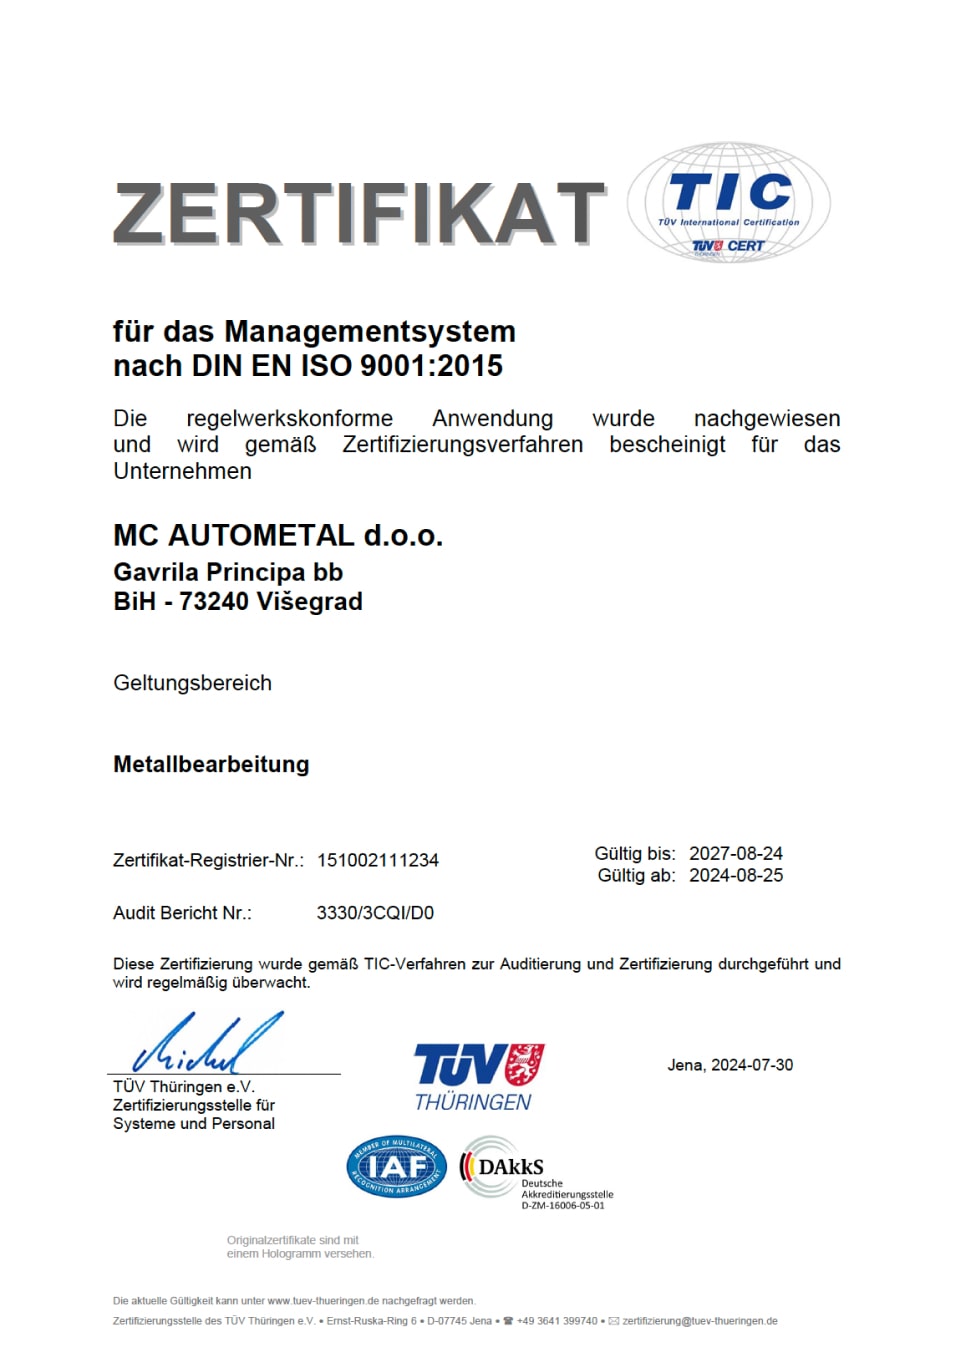 ZERTIFIKAT
TIC
TÜV International Certification
TÜV CERT
THÜRINGEN
für das Managementsystem
nach DIN EN ISO 9001:2015
Die regelwerkskonforme Anwendung wurde nachgewiesen
und wird gemäß Zertifizierungsverfahren bescheinigt für das
Unternehmen
MC AUTOMETAL d.o.o.
Gavrila Principa bb
BiH - 73240 Višegrad
Geltungsbereich
Metallbearbeitung
Zertifikat-Registrier-Nr.: 151002111234
Gültig bis: 2027-08-24
Gültig ab: 2024-08-25
Audit Bericht Nr.: 3330/3CQI/D0
Diese Zertifizierung wurde gemäß TIC-Verfahren zur Auditierung und Zertifizierung durchgeführt und
wird regelmäßig überwacht.
TÜV Thüringen e.V.
Zertifizierungsstelle für
Systeme und Personal
TÜV
THÜRINGEN
Jena, 2024-07-30
MEMBER OF MULTILATERAL
IAF
RECOGNITION ARRANGEMENT
DAkkS
Deutsche
Akkreditierungsstelle
D-ZM-16006-05-01
Originalzertifikate sind mit
einem Hologramm versehen.
Die aktuelle Gültigkeit kann unter www.tuev-thueringen.de nachgefragt werden.
Zertifizierungsstelle des TÜV Thüringen e.V. • Ernst-Ruska-Ring 6 • D-07745 Jena • ☎ +49 3641 399740 • ✉ zertifizierung@tuev-thueringen.de